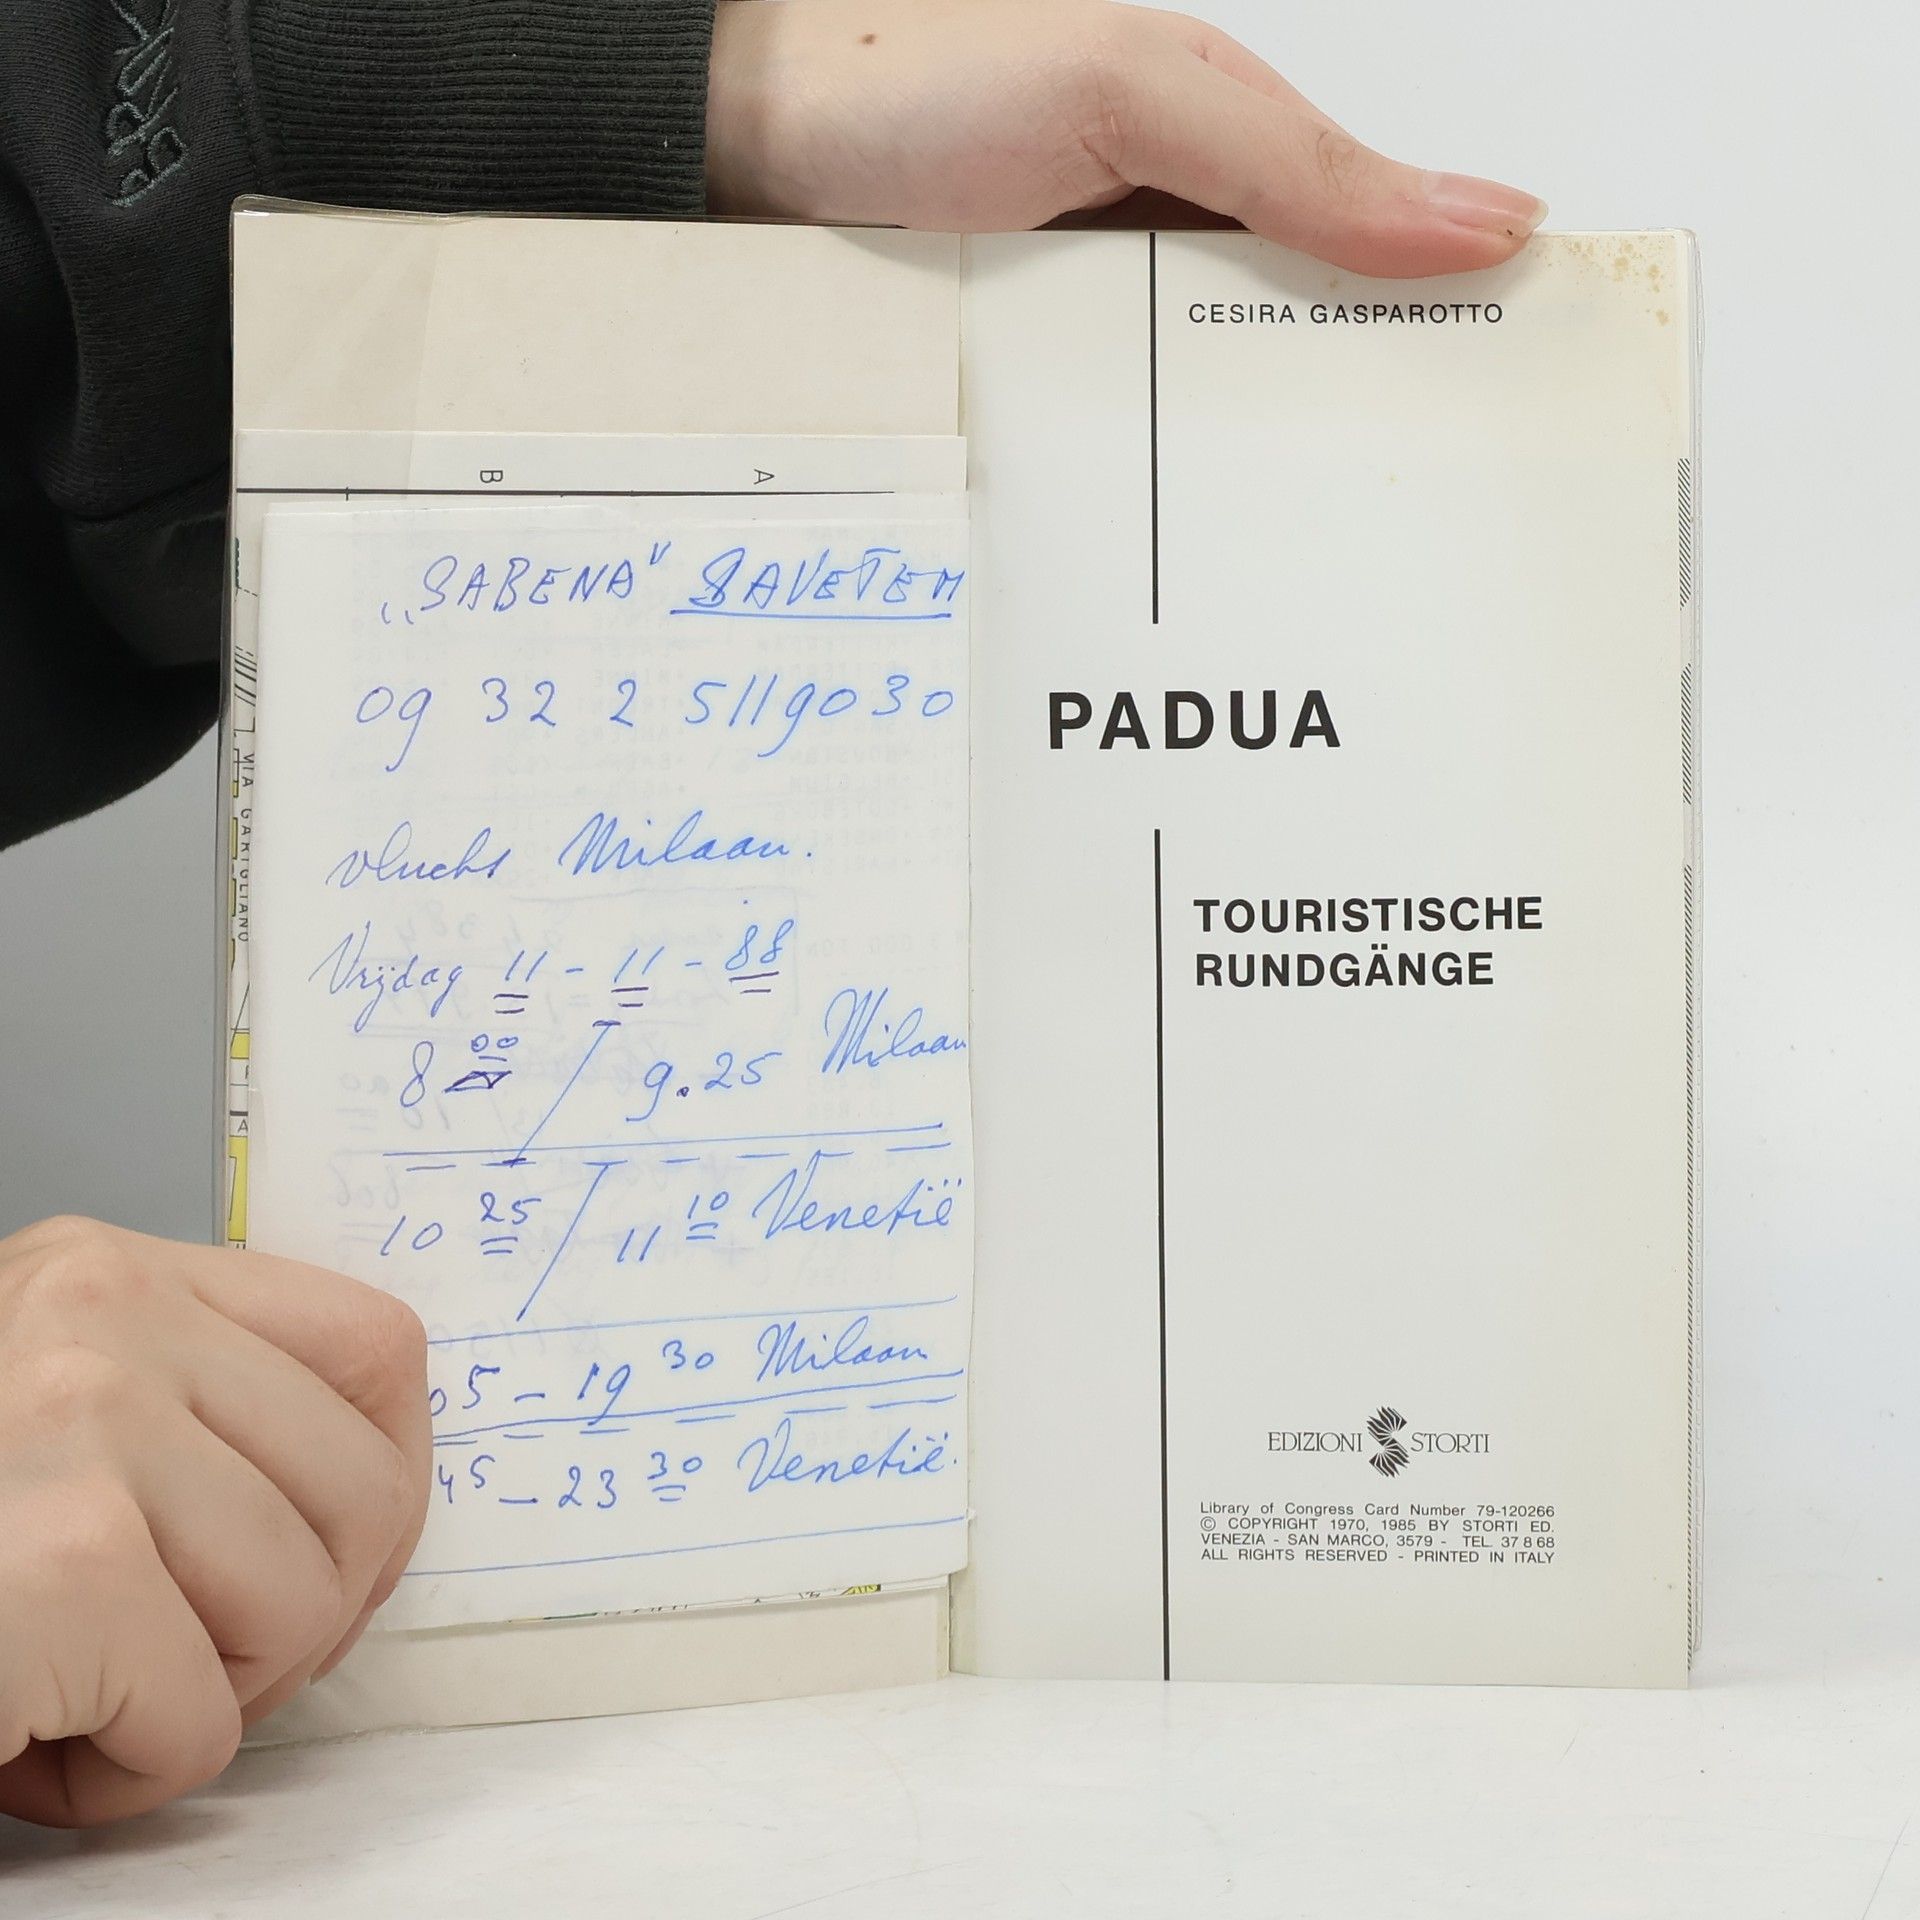 B A
„SABENA" SAVETEM
09 32 2 5119030
vlucht Milaan.
Vrijdag 11 - 11 - 88
8 00 / 9.25 Milaan
10 25 / 11 10 Venetië
05 - 19 30 Milaan
45 - 23 30 Venetië.
VIA GARIGLIANO
A
CESIRA GASPAROTTO
PADUA
TOURISTISCHE
RUNDGÄNGE
EDIZIONI STORTI
Library of Congress Card Number 79-120266
© COPYRIGHT 1970, 1985 BY STORTI ED.
VENEZIA - SAN MARCO, 3579 - TEL. 37 8 68
ALL RIGHTS RESERVED - PRINTED IN ITALY